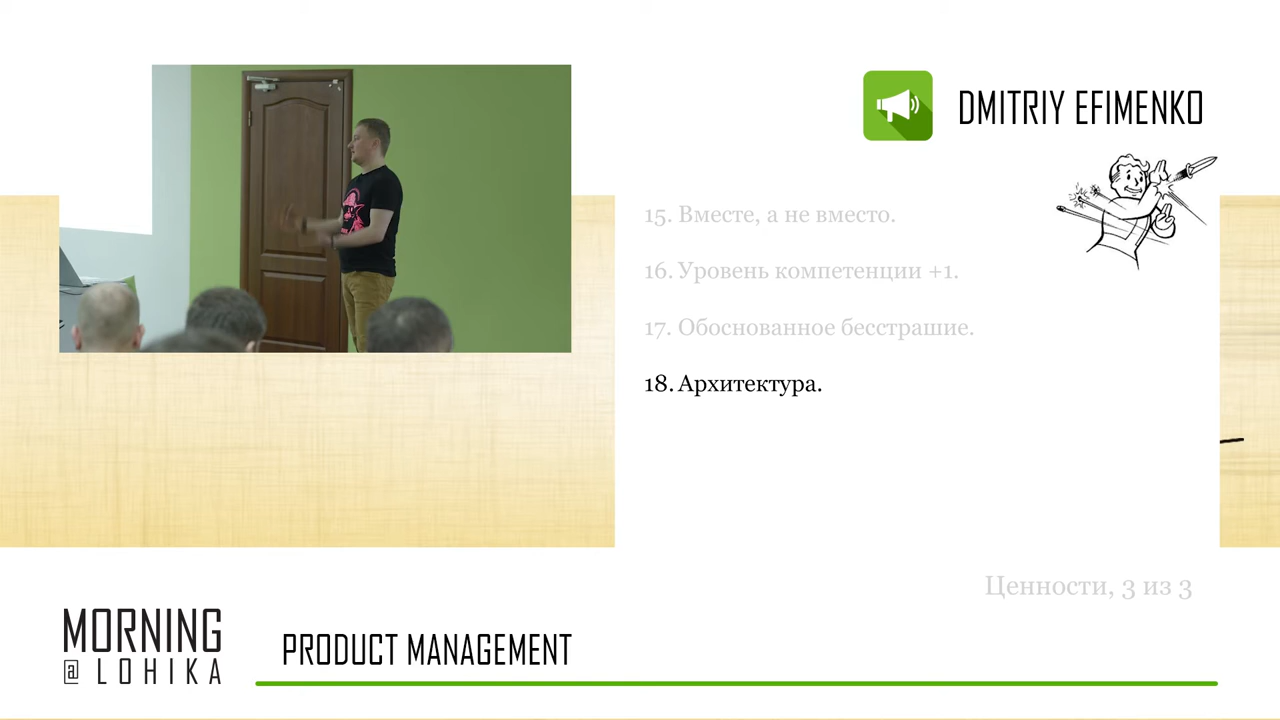 DMITRIY EFIMENKO
15. Вместе, а не вместо.
16. Уровень компетенции +1.
17. Обоснованное бесстрашие.
18. Архитектура.
Ценности, 3 из 3
MORNING
@ LOHIKA
PRODUCT MANAGEMENT